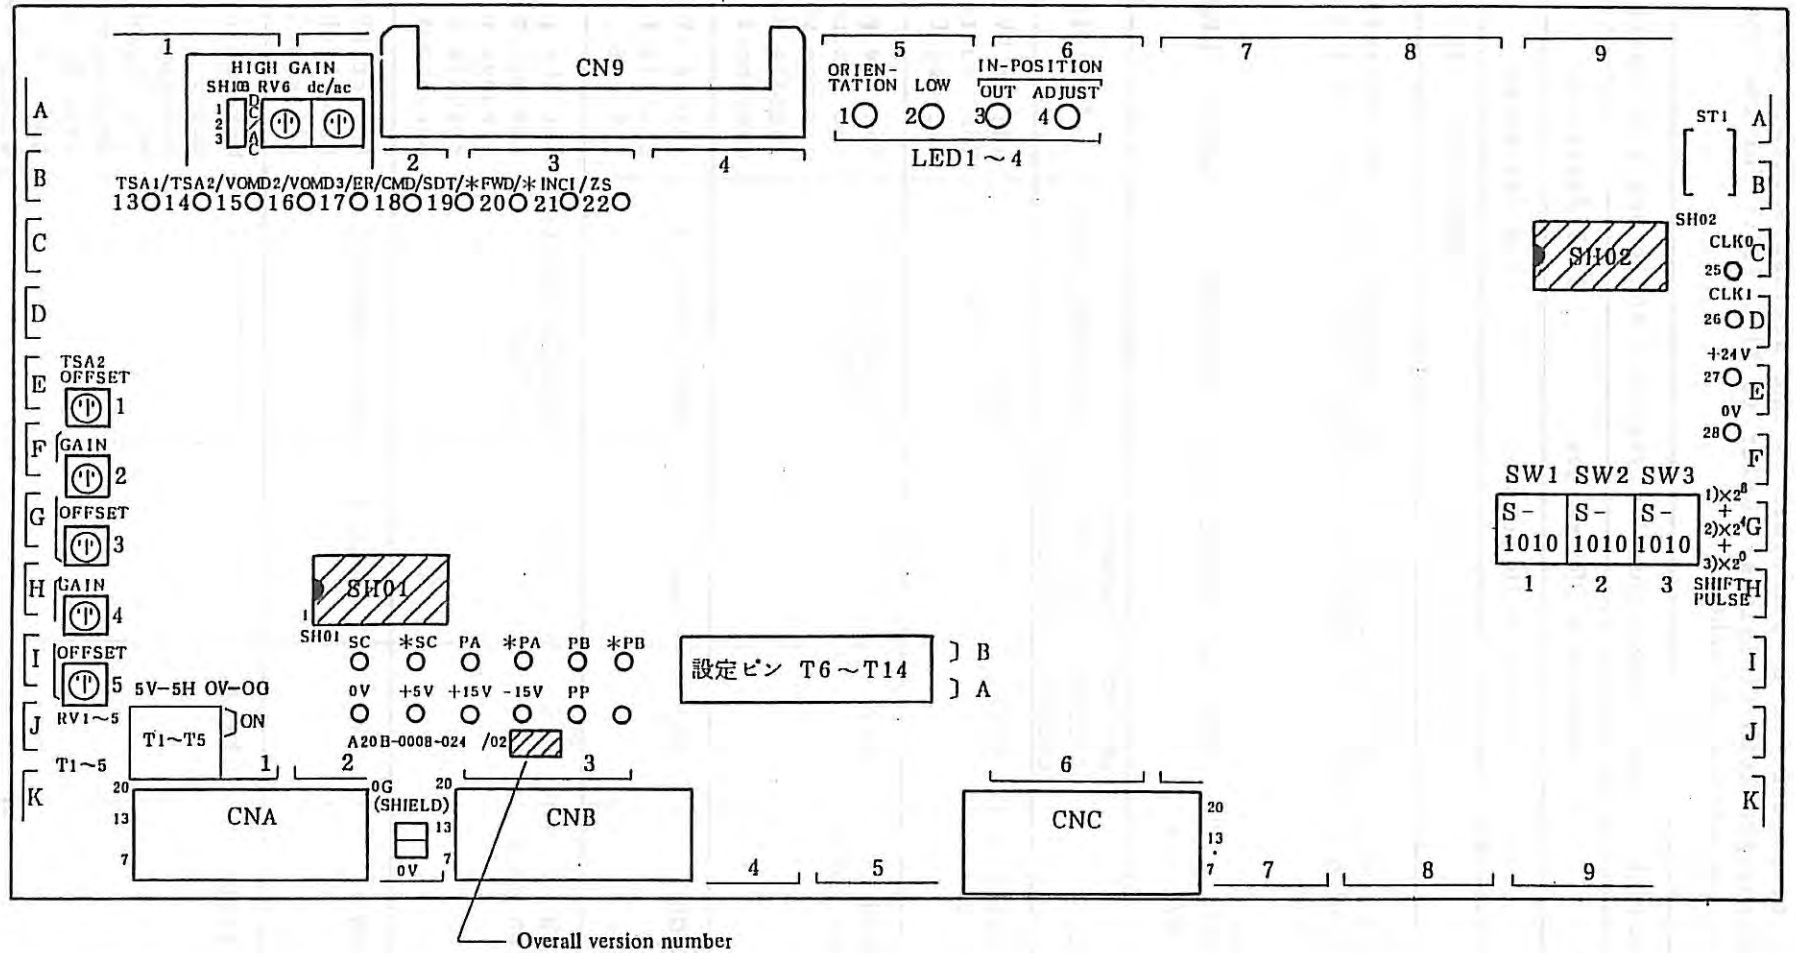 1
CN9
5
6
7
8
9
HIGH GAIN
SH103 RV6 dc/ac
1
2
3
DC/AC
ORIEN-
TATION LOW
IN-POSITION
OUT ADJUST
1 2 3 4
LED1～4
2
3
4
TSA1/TSA2/VOMD2/VOMD3/ER/CMD/SDT/＊FWD/＊INCI/ZS
13 14 15 16 17 18 19 20 21 22
A
B
C
D
E
F
G
H
I
J
K
TSA2
OFFSET
1
GAIN
2
OFFSET
3
GAIN
4
OFFSET
5
RV1～5
T1～5
5V-5H 0V-0G
T1～T5
ON
1
SH01
1
SH01
SC ＊SC PA ＊PA PB ＊PB
0V +5V +15V -15V PP
A20B-0008-024 /02
2
3
設定ピン T6～T14
B
A
6
ST1
A
B
SH02
SH02
CLK0
25
C
CLK1
26
D
+24V
27
E
0V
28
F
SW1 SW2 SW3
S-
1010
S-
1010
S-
1010
1 2 3
1)×2⁸
+
2)×2⁴
+
3)×2⁰
SHIFT
PULSE
G
H
I
J
K
20
13
7
CNA
0G
(SHIELD)
0V
20
13
7
CNB
4
5
CNC
20
13
7
7
8
9
Overall version number